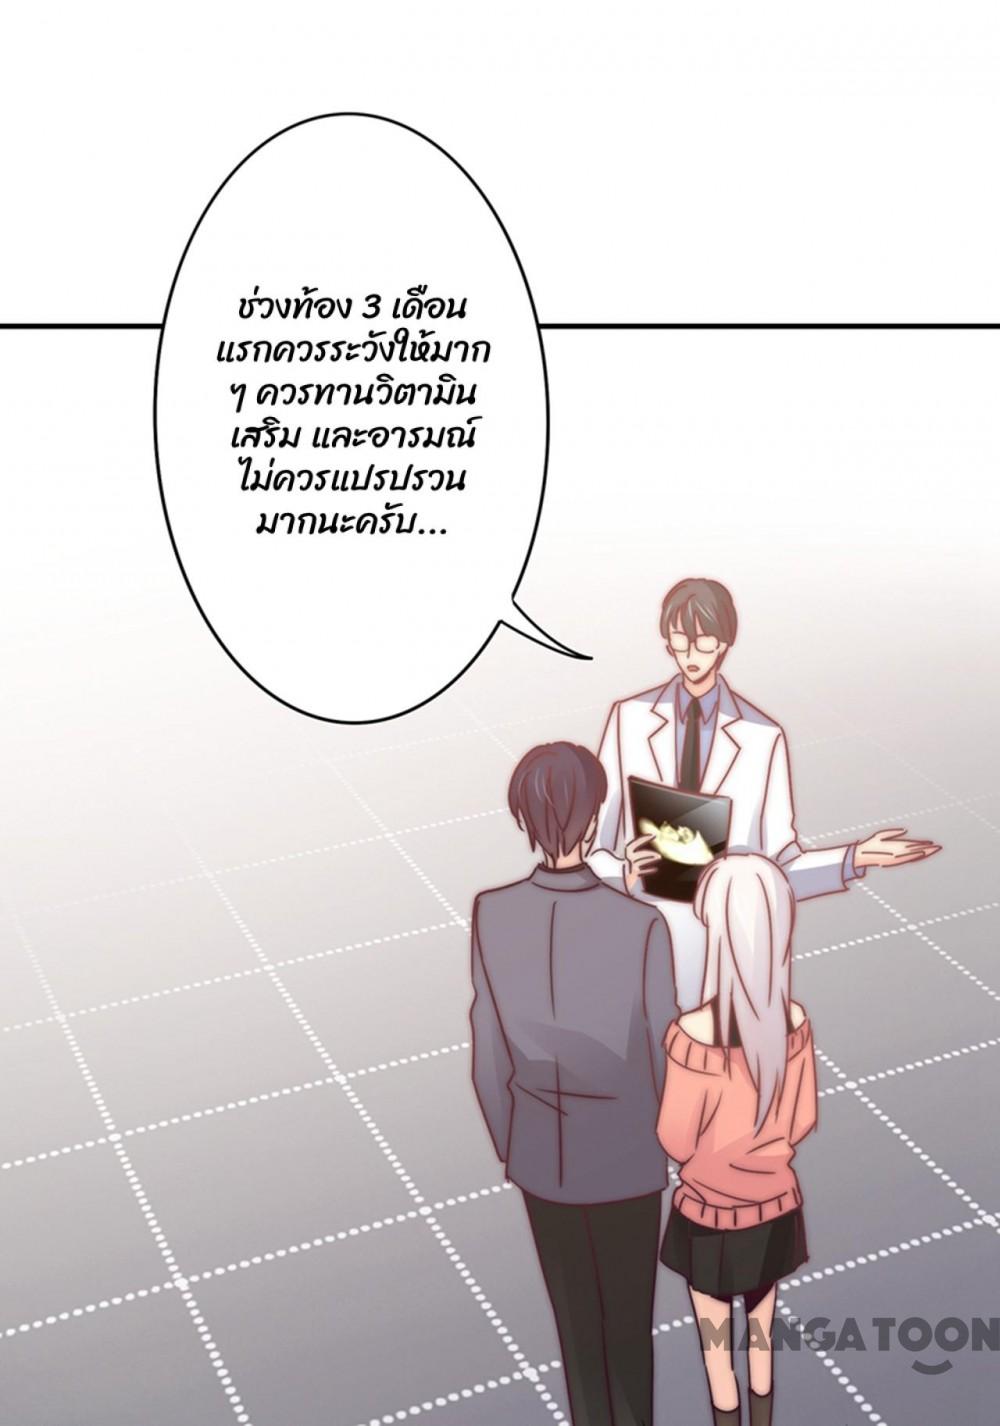 ช่วงท้อง 3 เดือน
แรกควรระวังให้มาก
ๆ ควรทานวิตามิน
เสริม และอารมณ์
ไม่ควรแปรปรวน
มากนะครับ...
MANGATOON